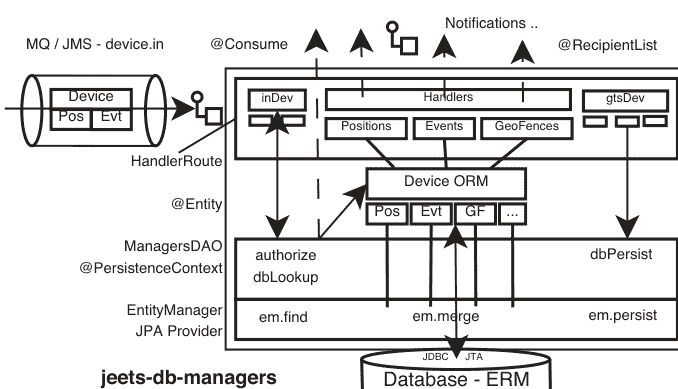 Notifications ..
MQ / JMS - device.in
@Consume
@RecipientList
Device
Pos
Evt
inDev
Handlers
gtsDev
Positions
Events
GeoFences
HandlerRoute
Device ORM
@Entity
Pos
Evt
GF
...
ManagersDAO
@PersistenceContext
authorize
dbLookup
dbPersist
EntityManager
JPA Provider
em.find
em.merge
em.persist
JDBC
JTA
jeets-db-managers
Database - ERM